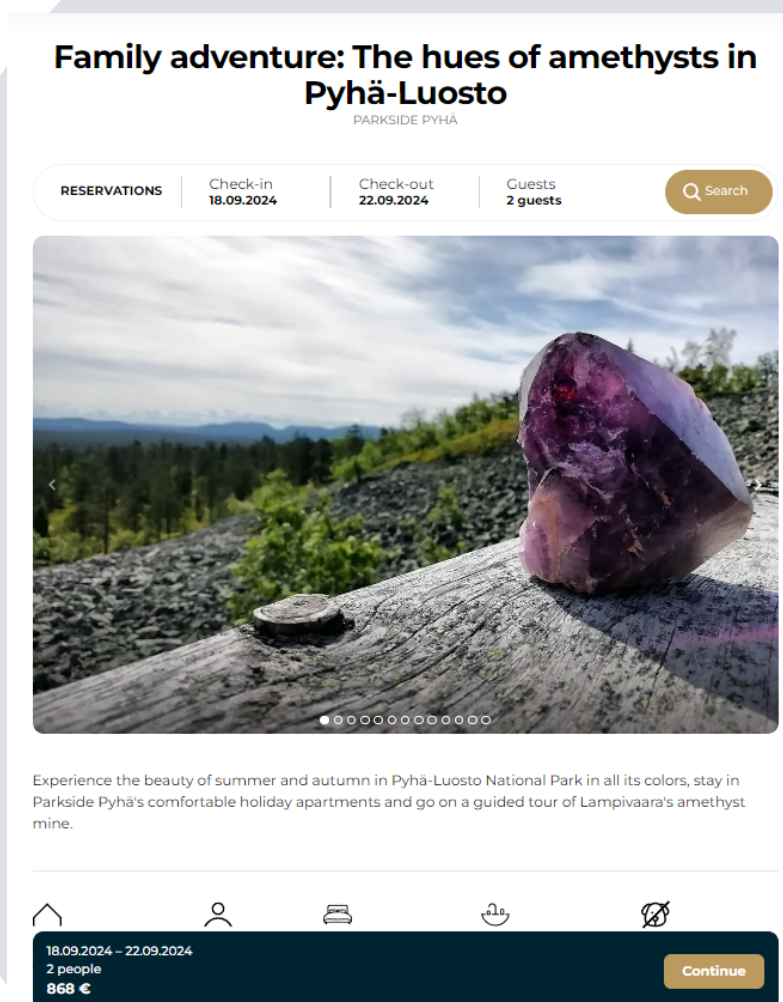 Family adventure: The hues of amethysts in
Pyhä-Luosto
PARKSIDE PYHÄ
RESERVATIONS
Check-in
18.09.2024
Check-out
22.09.2024
Guests
2 guests
Search
Experience the beauty of summer and autumn in Pyhä-Luosto National Park in all its colors, stay in
Parkside Pyhä's comfortable holiday apartments and go on a guided tour of Lampivaara's amethyst
mine.
18.09.2024 – 22.09.2024
2 people
868 €
Continue